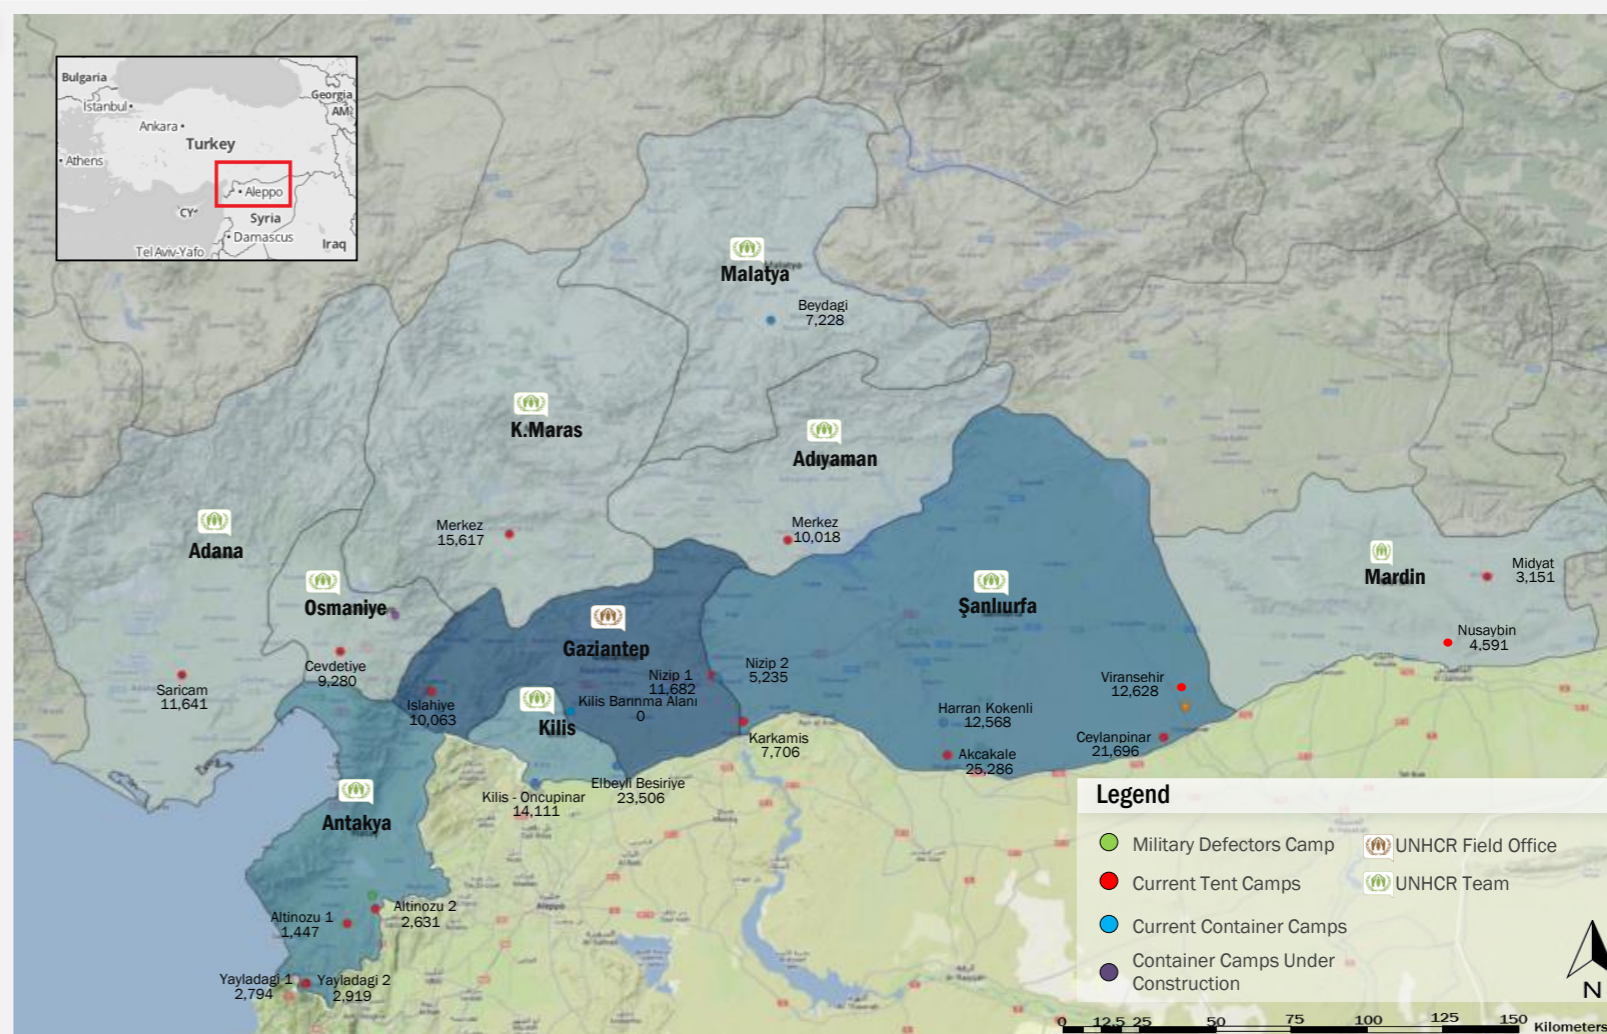 Bulgaria
Georgia
Istanbul
AM
Ankara
Turkey
Athens
Aleppo
CY
Syria
Damascus
Iraq
Tel Aviv-Yafo
Malatya
Beydagi
7,228
K.Maras
Adıyaman
Merkez
15,617
Merkez
10,018
Adana
Osmaniye
Cevdetiye
9,280
Saricam
11,641
Gaziantep
Islahiye
10,063
Nizip 1
11,682
Nizip 2
5,235
Kilis Barınma Alanı
0
Kilis
Karkamis
7,706
Elbeyli Besiriye
23,506
Kilis - Oncupinar
14,111
Şanlıurfa
Harran Kokenli
12,568
Akcakale
25,286
Viransehir
12,628
Ceylanpinar
21,696
Mardin
Midyat
3,151
Nusaybin
4,591
Antakya
Altinozu 1
1,447
Altinozu 2
2,631
Yayladagi 1
2,794
Yayladagi 2
2,919
Aleppo
Legend
Military Defectors Camp
UNHCR Field Office
Current Tent Camps
UNHCR Team
Current Container Camps
Container Camps Under
Construction
N
0 12.5 25 50 75 100 125 150 Kilometers